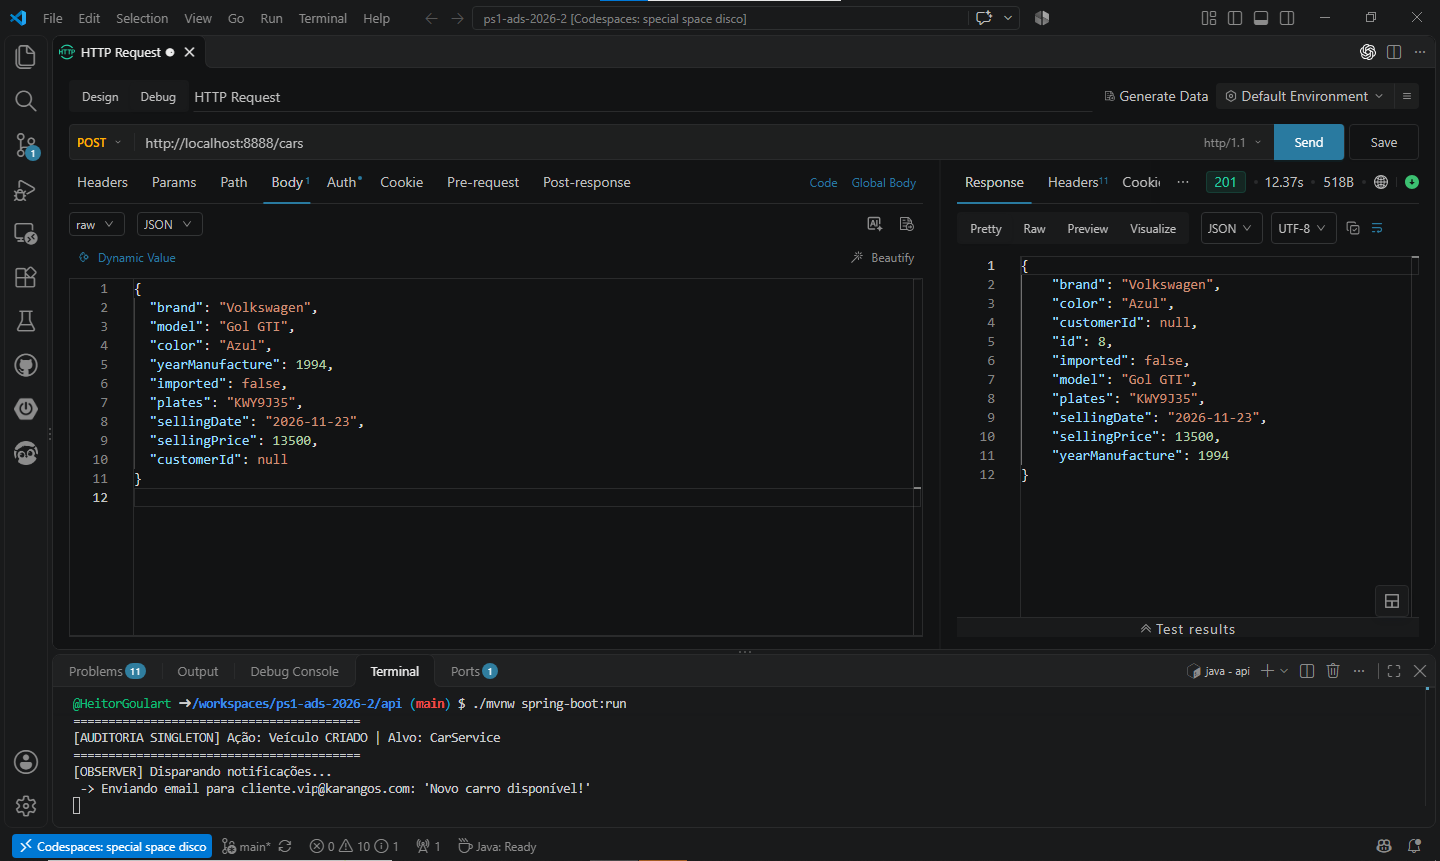 File Edit Selection View Go Run Terminal Help
ps1-ads-2026-2 [Codespaces: special space disco]
HTTP HTTP Request
Design Debug HTTP Request
Generate Data Default Environment
POST http://localhost:8888/cars http/1.1 Send Save
Headers Params Path Body 1 Auth Cookie Pre-request Post-response Code Global Body
raw JSON
Dynamic Value Beautify
1 {
2 "brand": "Volkswagen",
3 "model": "Gol GTI",
4 "color": "Azul",
5 "yearManufacture": 1994,
6 "imported": false,
7 "plates": "KWY9J35",
8 "sellingDate": "2026-11-23",
9 "sellingPrice": 13500,
10 "customerId": null
11 }
12
Response Headers 11 Cooki ··· 201 12.37s 518B
Pretty Raw Preview Visualize JSON UTF-8
1 {
2 "brand": "Volkswagen",
3 "color": "Azul",
4 "customerId": null,
5 "id": 8,
6 "imported": false,
7 "model": "Gol GTI",
8 "plates": "KWY9J35",
9 "sellingDate": "2026-11-23",
10 "sellingPrice": 13500,
11 "yearManufacture": 1994
12 }
Test results
Problems 11 Output Debug Console Terminal Ports 1
java - api
@HeitorGoulart ➜/workspaces/ps1-ads-2026-2/api (main) $ ./mvnw spring-boot:run
=========================================
[AUDITORIA SINGLETON] Ação: Veículo CRIADO | Alvo: CarService
=========================================
[OBSERVER] Disparando notificações...
-> Enviando email para cliente.vip@karangos.com: 'Novo carro disponível!'
1
Codespaces: special space disco main* 0 10 1 1 Java: Ready